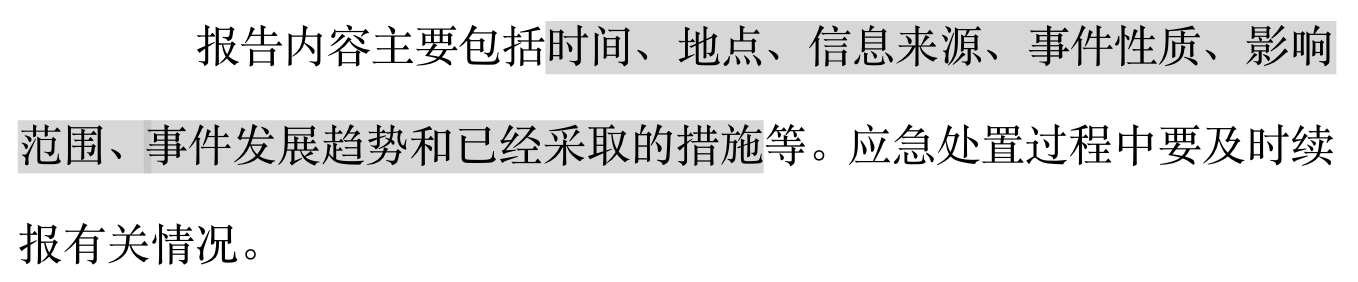 报告内容主要包括时间、地点、信息来源、事件性质、影响
范围、事件发展趋势和已经采取的措施等。应急处置过程中要及时续
报有关情况。